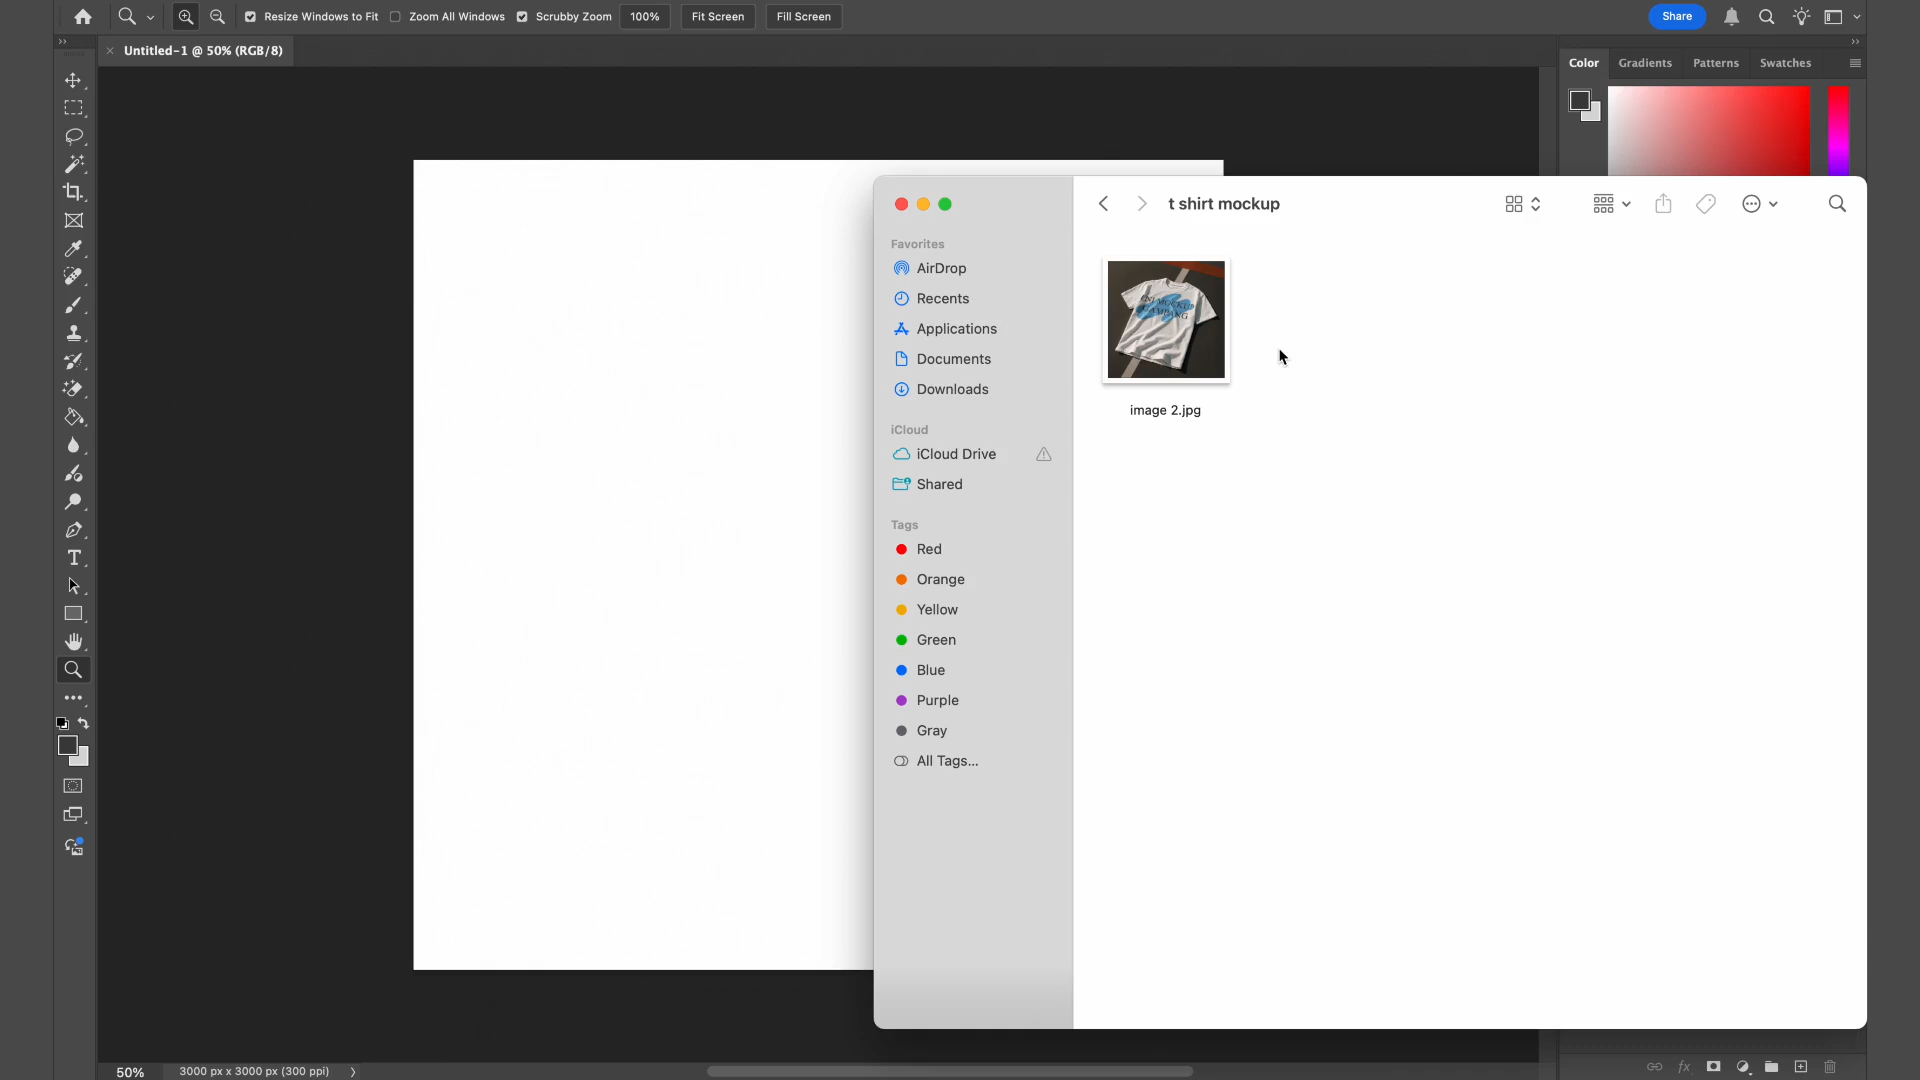 Resize Windows to Fit
Zoom All Windows
Scrubby Zoom
100%
Fit Screen
Fill Screen
Share
× Untitled-1 @ 50% (RGB/8)
Color
Gradients
Patterns
Swatches
t shirt mockup
Favorites
AirDrop
Recents
Applications
Documents
Downloads
image 2.jpg
iCloud
iCloud Drive
Shared
Tags
Red
Orange
Yellow
Green
Blue
Purple
Gray
All Tags...
50%
3000 px x 3000 px (300 ppi)
fx